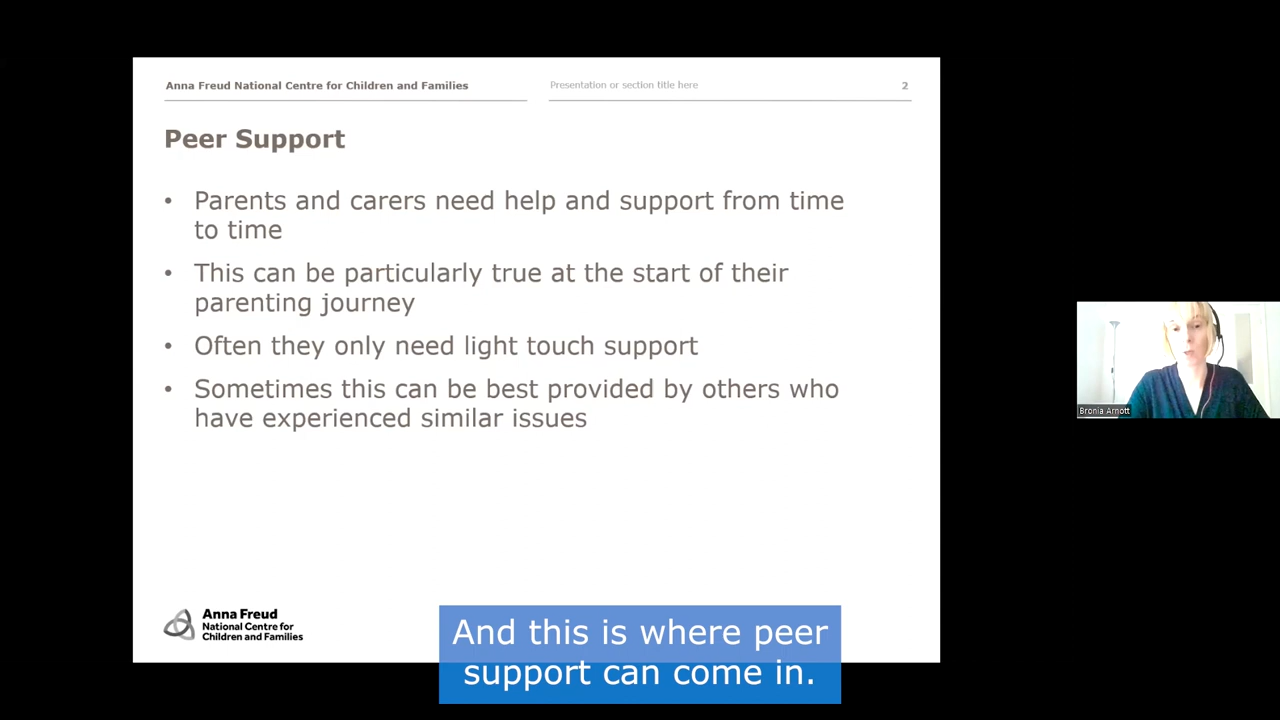 Anna Freud National Centre for Children and Families
Presentation or section title here
2
Peer Support
• Parents and carers need help and support from time
to time
• This can be particularly true at the start of their
parenting journey
• Often they only need light touch support
• Sometimes this can be best provided by others who
have experienced similar issues
Bronia Arnott
Anna Freud
National Centre for
Children and Families
And this is where peer
support can come in.